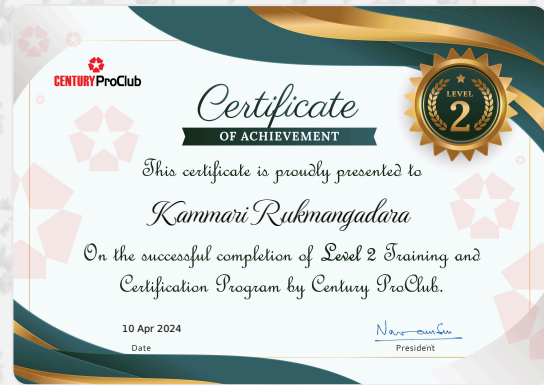 CENTURY ProClub
LEVEL
2
Certificate
OF ACHIEVEMENT
This certificate is proudly presented to
Kammari Rukmangadara
On the successful completion of Level 2 Training and
Certification Program by Century ProClub.
10 Apr 2024
Date
President